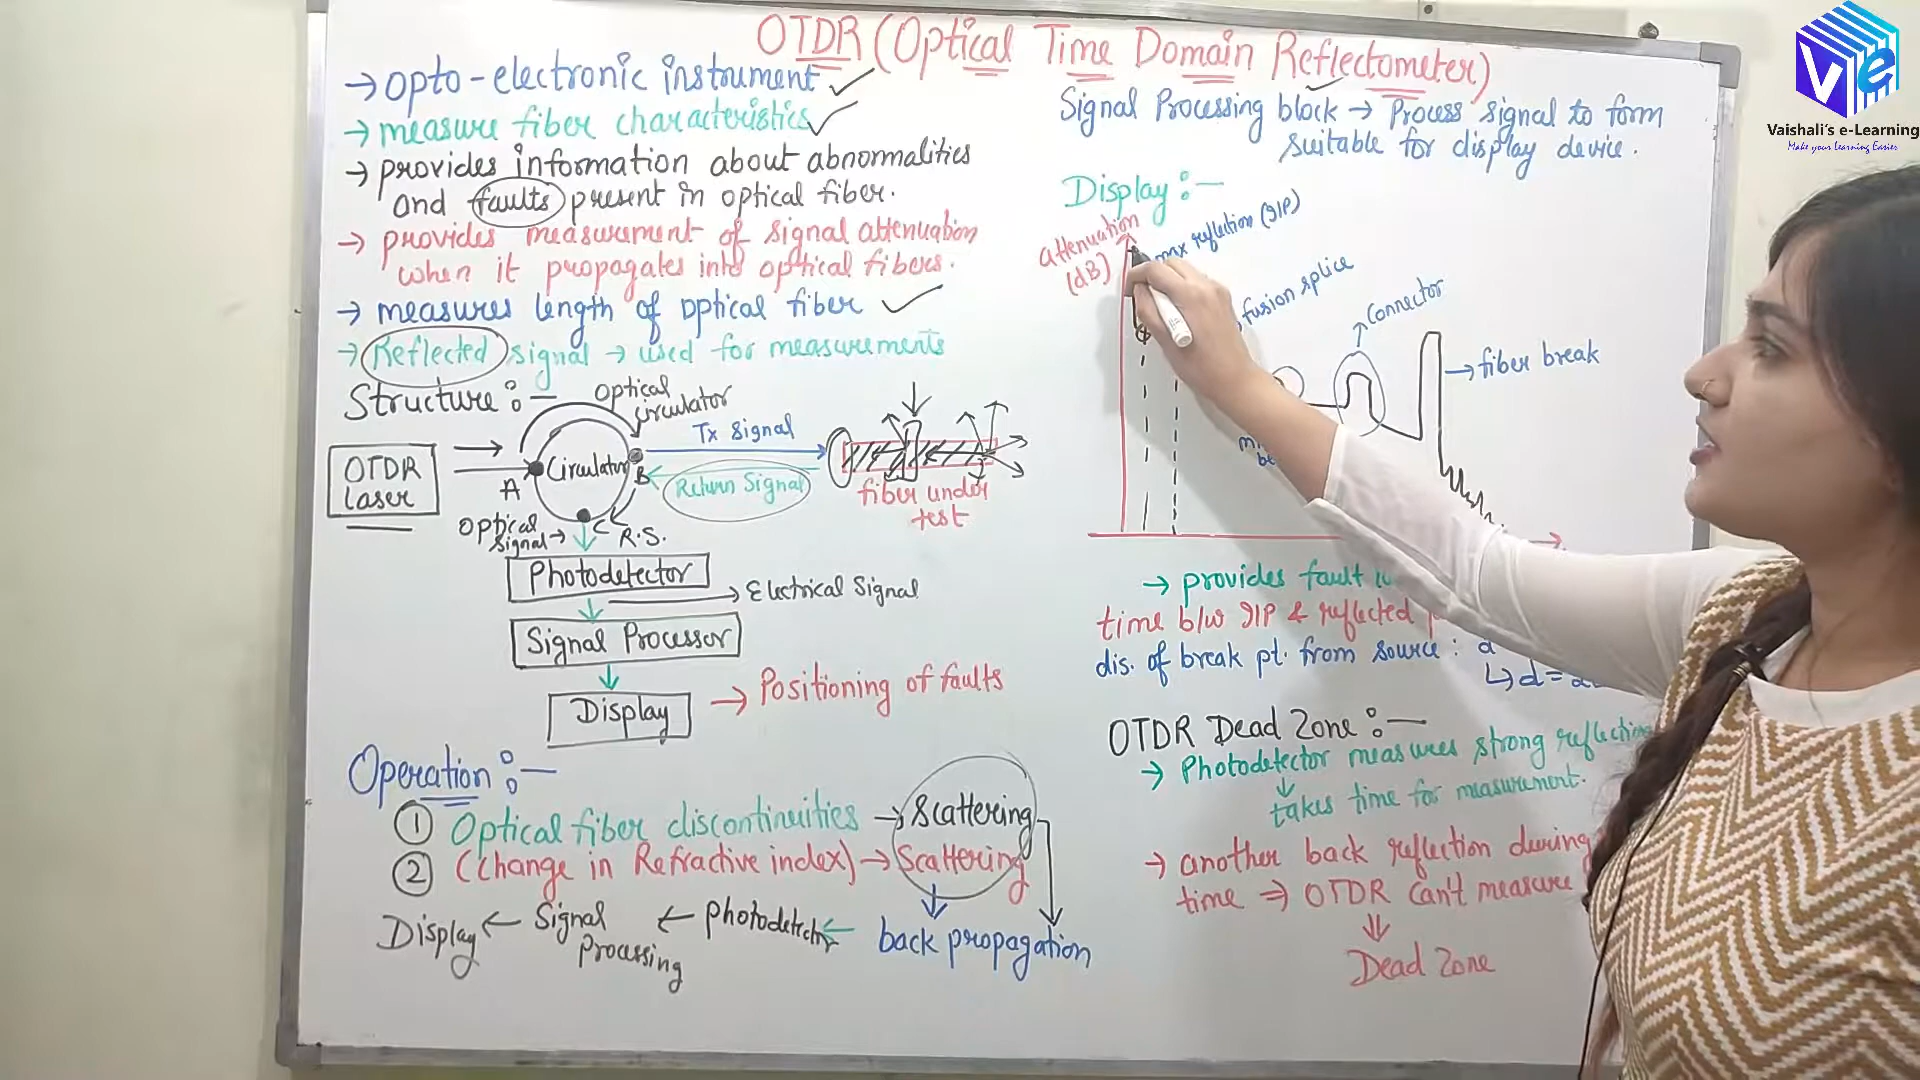 OTDR (Optical Time Domain Reflectometer)
→ opto-electronic instrument
→ measure fiber characteristics
→ provides information about abnormalities
and faults present in optical fiber.
→ provides measurement of signal attenuation
when it propagates into optical fibers.
→ measures length of optical fiber
→ Reflected signal → used for measurements
Structure :—
Optical
circulator
OTDR
Laser
A
Circulator
B
C
Tx Signal
Return Signal
fiber under
test
Optical
signal →
R.S.
Photodetector
→ Electrical Signal
Signal Processor
Display
→ Positioning of faults
Operation :—
① Optical fiber discontinuities → Scattering
② (Change in Refractive index) → Scattering
Display ← Signal
Processing
← Photodetector ← back propagation
Signal Processing block → Process signal to form
suitable for display device.
Display :—
attenuation
(dB)
max reflection (I/P)
fusion splice
Connector
→ fiber break
→ provides fault
time b/w I/P & reflected
dis. of break pt. from source : d
↳ d =
OTDR Dead Zone :—
→ Photodetector measures strong reflection
takes time for measurement.
→ another back reflection during
time ⇒ OTDR can't measure
Dead Zone
Ve
Vaishali's e-Learning
Make your Learning Easier